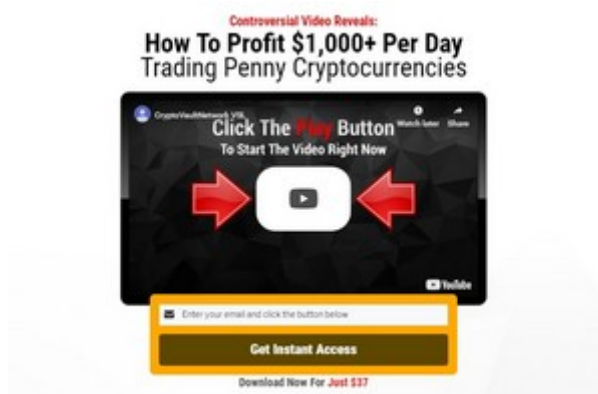 Controversial Video Reveals:
How To Profit $1,000+ Per Day
Trading Penny Cryptocurrencies
CryptoVaultNetwork VSL
Watch later
Share
Click The Play Button
To Start The Video Right Now
YouTube
Enter your email and click the button below
Get Instant Access
Download Now For Just $37